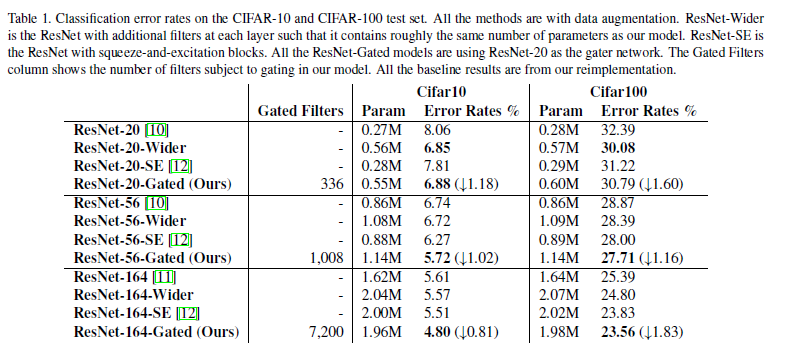 Table 1. Classification error rates on the CIFAR-10 and CIFAR-100 test set. All the methods are with data augmentation. ResNet-Wider
is the ResNet with additional filters at each layer such that it contains roughly the same number of parameters as our model. ResNet-SE is
the ResNet with squeeze-and-excitation blocks. All the ResNet-Gated models are using ResNet-20 as the gater network. The Gated Filters
column shows the number of filters subject to gating in our model. All the baseline results are from our reimplementation.
Cifar10 Cifar100
Gated Filters Param Error Rates % Param Error Rates %
ResNet-20 [10] - 0.27M 8.06 0.28M 32.39
ResNet-20-Wider - 0.56M 6.85 0.57M 30.08
ResNet-20-SE [12] - 0.28M 7.81 0.29M 31.22
ResNet-20-Gated (Ours) 336 0.55M 6.88 (↓1.18) 0.60M 30.79 (↓1.60)
ResNet-56 [10] - 0.86M 6.74 0.86M 28.87
ResNet-56-Wider - 1.08M 6.72 1.09M 28.39
ResNet-56-SE [12] - 0.88M 6.27 0.89M 28.00
ResNet-56-Gated (Ours) 1,008 1.14M 5.72 (↓1.02) 1.14M 27.71 (↓1.16)
ResNet-164 [11] - 1.62M 5.61 1.64M 25.39
ResNet-164-Wider - 2.04M 5.57 2.07M 24.80
ResNet-164-SE [12] - 2.00M 5.51 2.02M 23.83
ResNet-164-Gated (Ours) 7,200 1.96M 4.80 (↓0.81) 1.98M 23.56 (↓1.83)